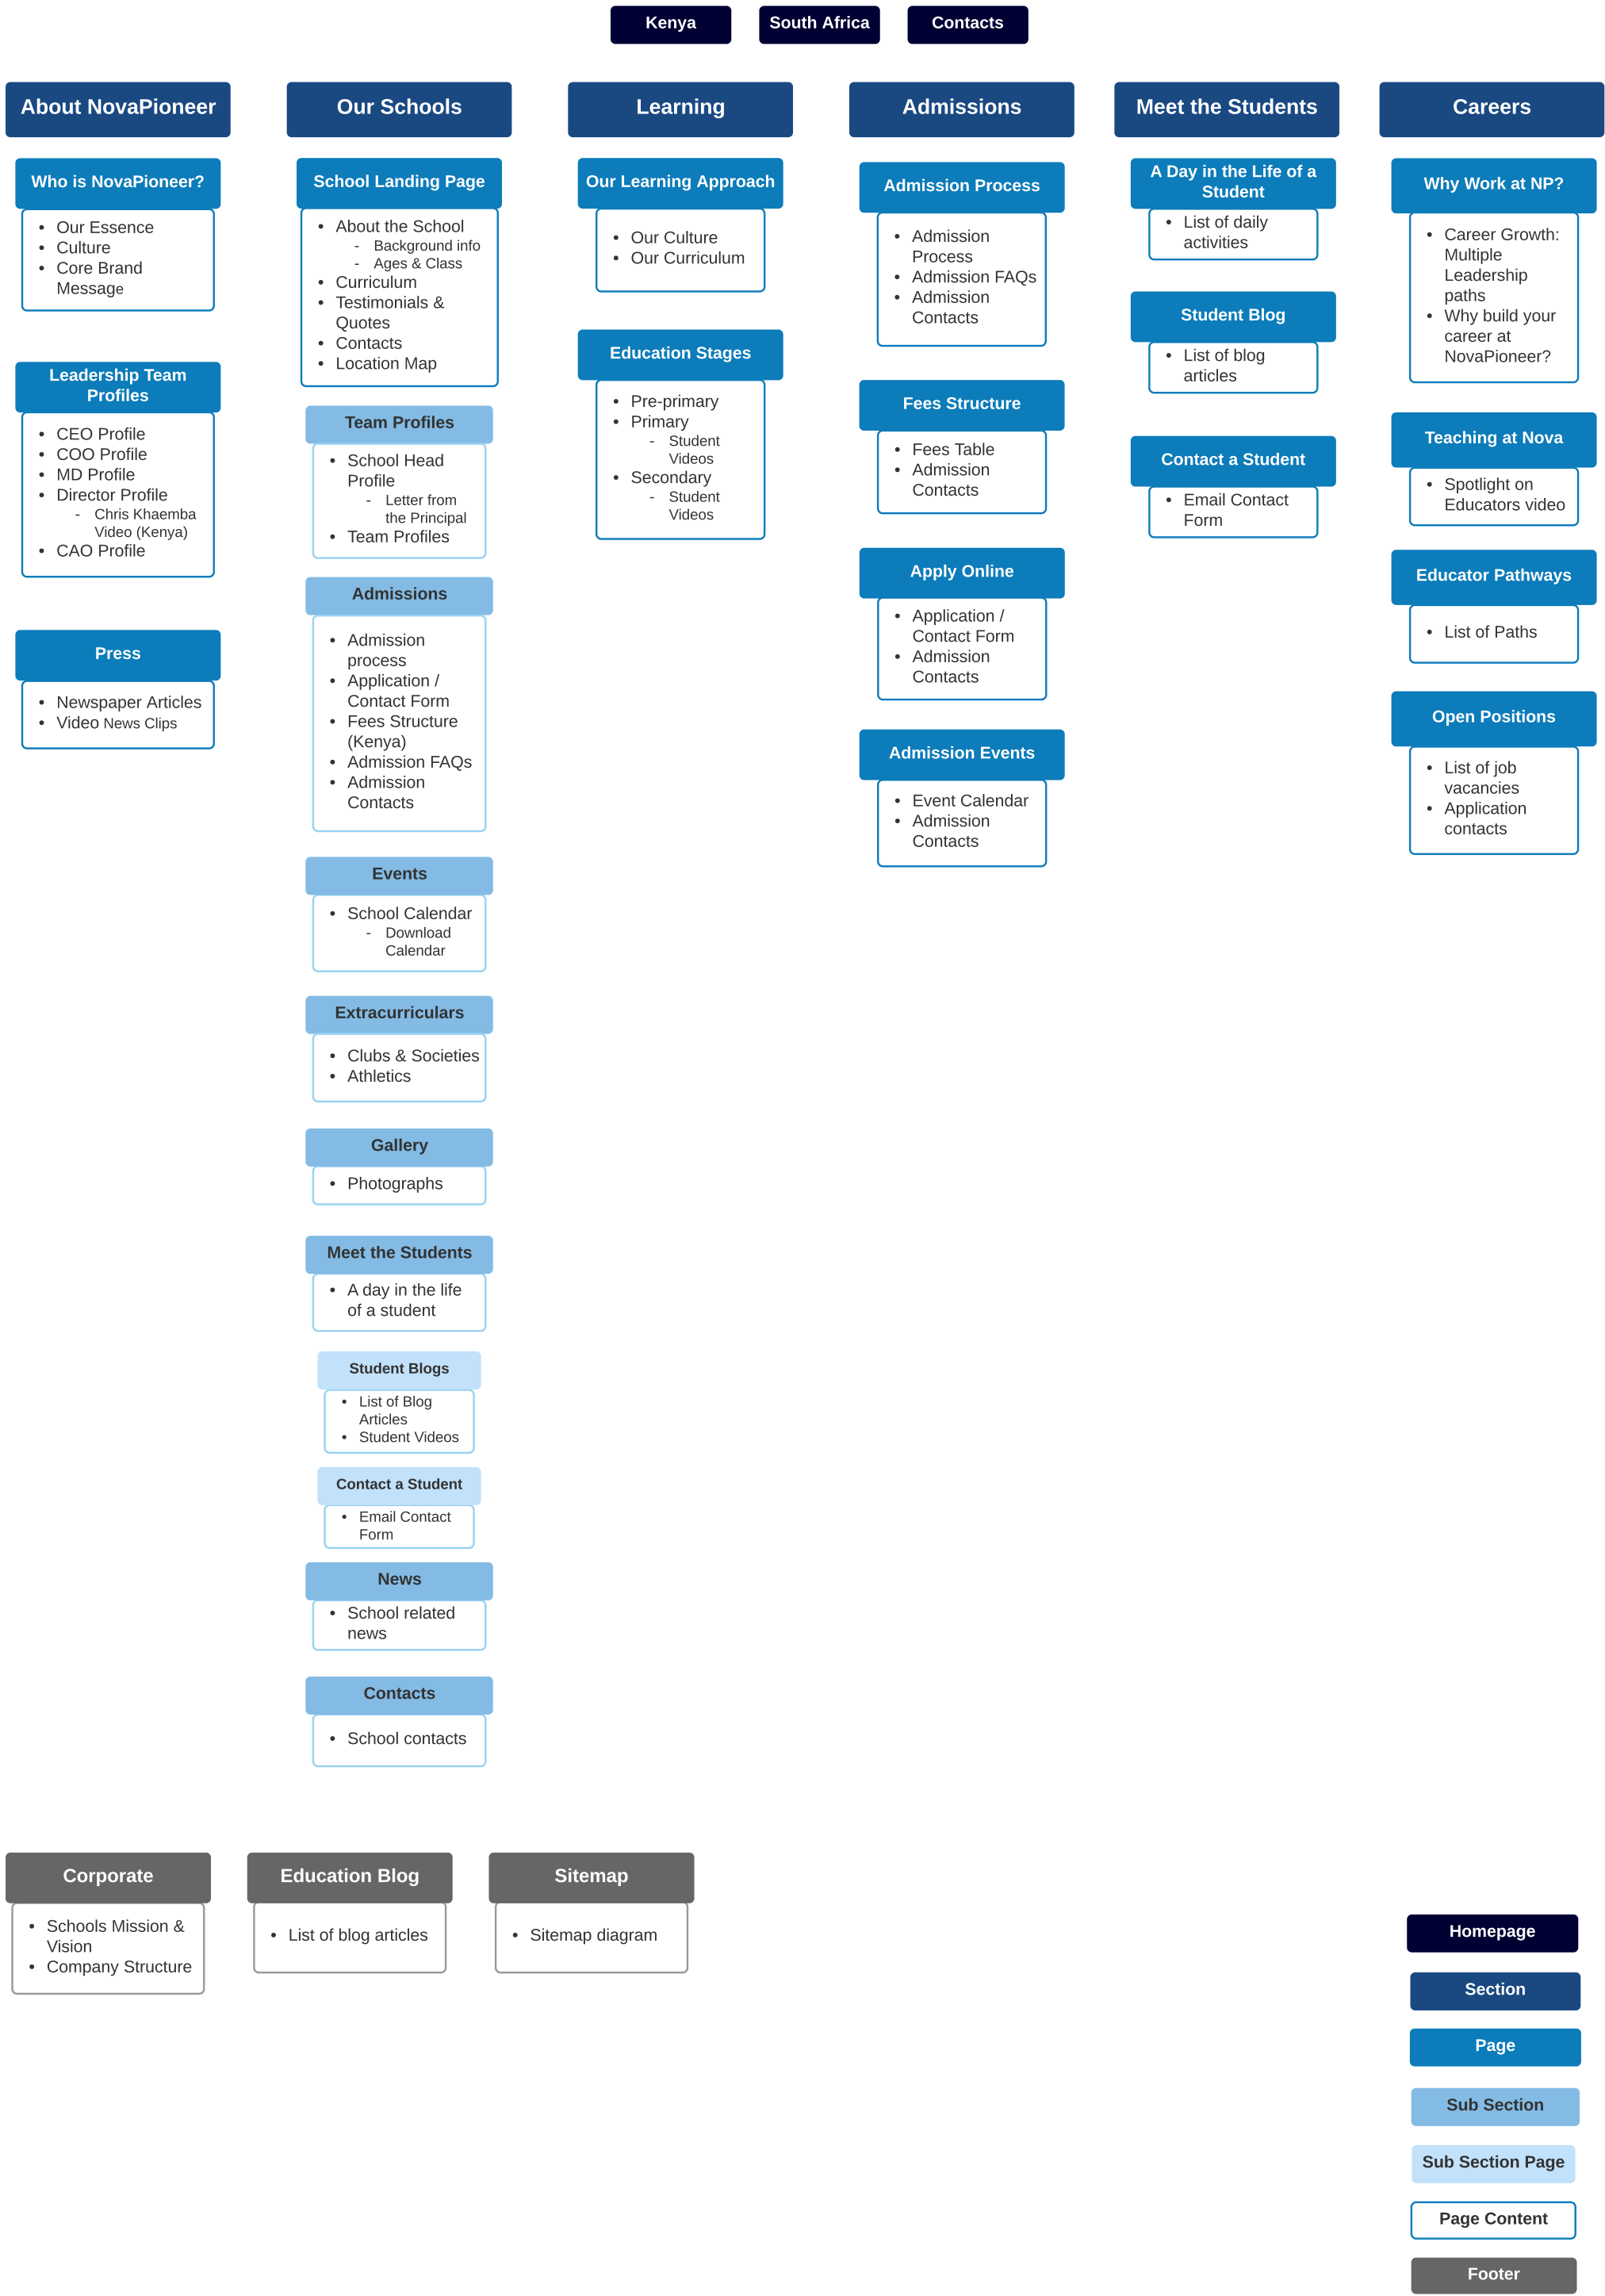 Kenya
South Africa
Contacts
About NovaPioneer
Who is NovaPioneer?
• Our Essence
• Culture
• Core Brand
Message
Leadership Team
Profiles
• CEO Profile
• COO Profile
• MD Profile
• Director Profile
- Chris Khaemba
Video (Kenya)
• CAO Profile
Press
• Newspaper Articles
• Video News Clips
Our Schools
School Landing Page
• About the School
- Background info
- Ages & Class
• Curriculum
• Testimonials &
Quotes
• Contacts
• Location Map
Team Profiles
• School Head
Profile
- Letter from
the Principal
• Team Profiles
Admissions
• Admission
process
• Application /
Contact Form
• Fees Structure
(Kenya)
• Admission FAQs
• Admission
Contacts
Events
• School Calendar
- Download
Calendar
Extracurriculars
• Clubs & Societies
• Athletics
Gallery
• Photographs
Meet the Students
• A day in the life
of a student
Student Blogs
• List of Blog
Articles
• Student Videos
Contact a Student
• Email Contact
Form
News
• School related
news
Contacts
• School contacts
Learning
Our Learning Approach
• Our Culture
• Our Curriculum
Education Stages
• Pre-primary
• Primary
- Student
Videos
• Secondary
- Student
Videos
Admissions
Admission Process
• Admission
Process
• Admission FAQs
• Admission
Contacts
Fees Structure
• Fees Table
• Admission
Contacts
Apply Online
• Application /
Contact Form
• Admission
Contacts
Admission Events
• Event Calendar
• Admission
Contacts
Meet the Students
A Day in the Life of a
Student
• List of daily
activities
Student Blog
• List of blog
articles
Contact a Student
• Email Contact
Form
Careers
Why Work at NP?
• Career Growth:
Multiple
Leadership
paths
• Why build your
career at
NovaPioneer?
Teaching at Nova
• Spotlight on
Educators video
Educator Pathways
• List of Paths
Open Positions
• List of job
vacancies
• Application
contacts
Corporate
• Schools Mission &
Vision
• Company Structure
Education Blog
• List of blog articles
Sitemap
• Sitemap diagram
Homepage
Section
Page
Sub Section
Sub Section Page
Page Content
Footer